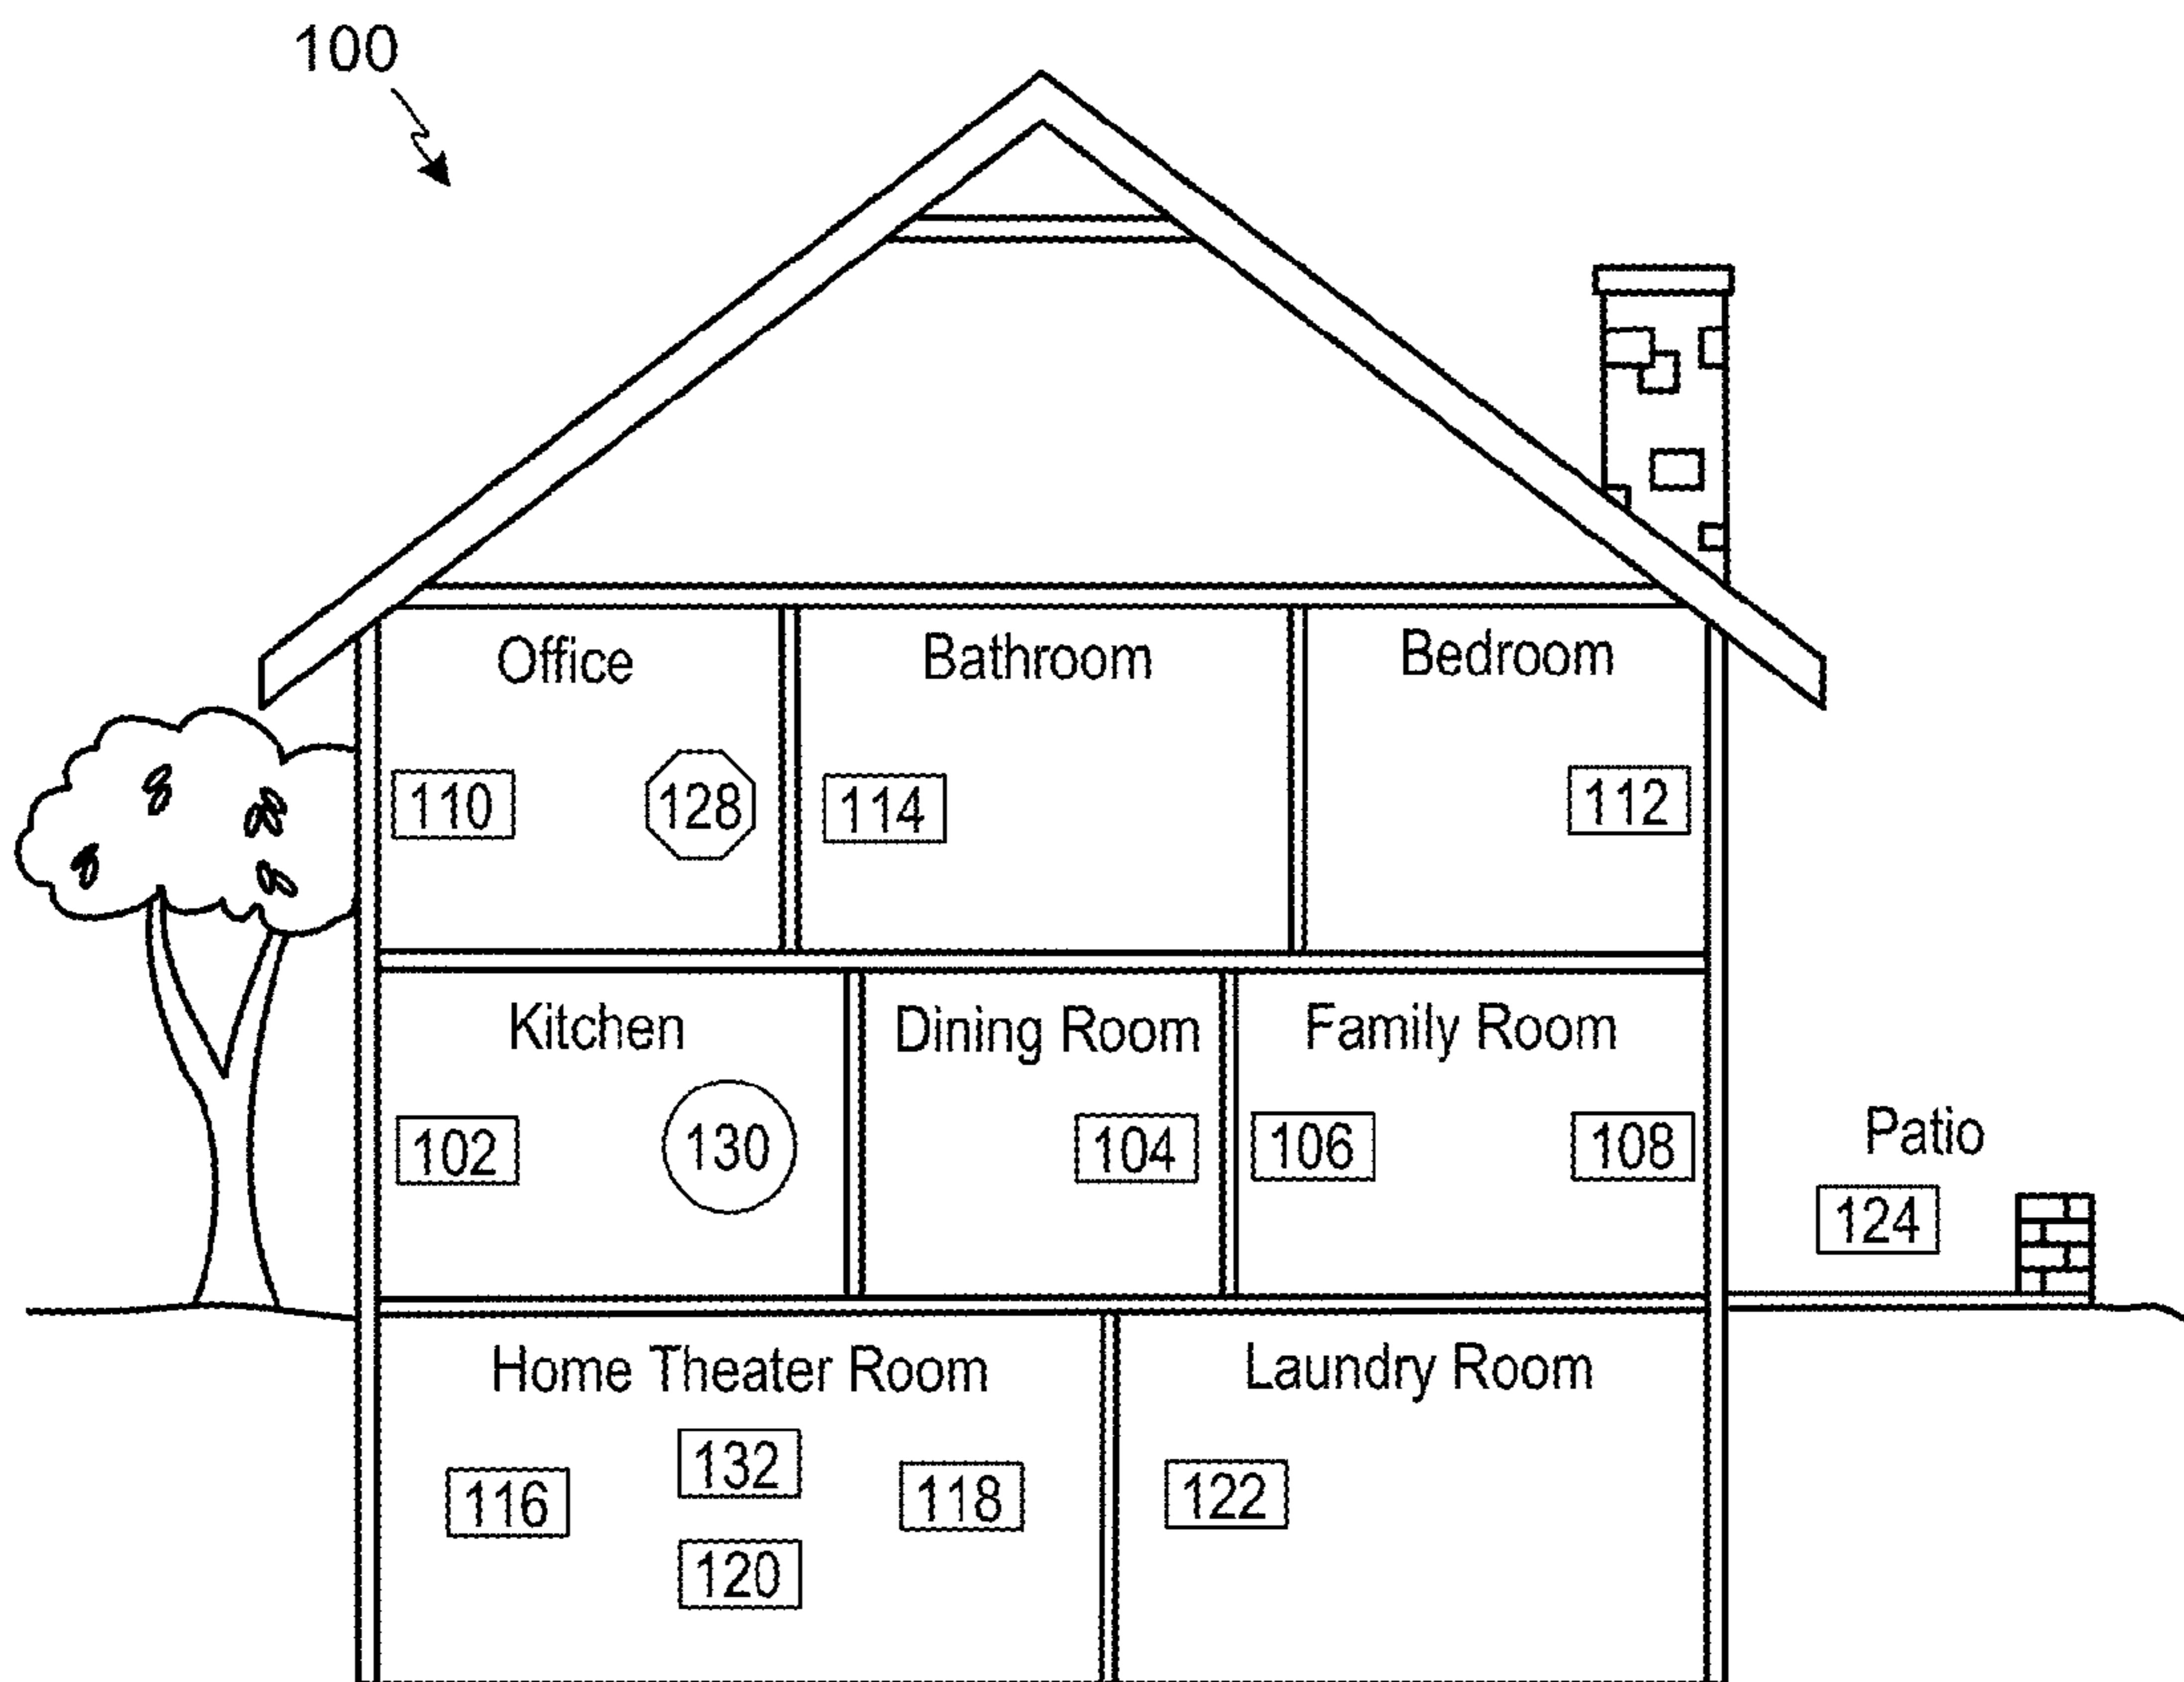 100
Office
Bathroom
Bedroom
110
128
114
112
Kitchen
Dining Room
Family Room
102
130
104
106
108
Patio
124
Home Theater Room
Laundry Room
116
132
118
120
122